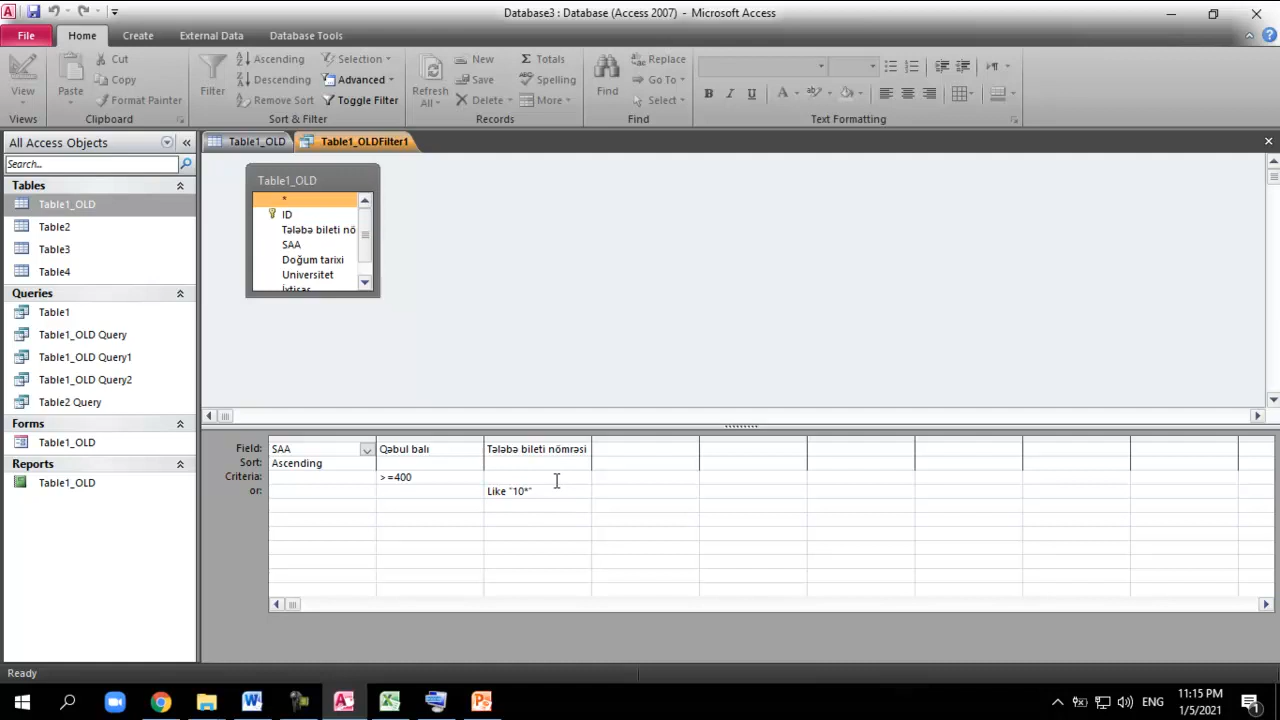 Database3 : Database (Access 2007) - Microsoft Access
File Home Create External Data Database Tools
View
Views
Paste
Cut
Copy
Format Painter
Clipboard
Filter
Ascending
Descending
Remove Sort
Selection
Advanced
Toggle Filter
Sort & Filter
Refresh
All
New
Save
Delete
Totals
Spelling
More
Records
Find
Replace
Go To
Select
Find
B I U A
Text Formatting
All Access Objects
Search...
Tables
Table1_OLD
Table2
Table3
Table4
Queries
Table1
Table1_OLD Query
Table1_OLD Query1
Table1_OLD Query2
Table2 Query
Forms
Table1_OLD
Reports
Table1_OLD
Table1_OLD Table1_OLDFilter1
Table1_OLD
*
ID
Tələbə bileti nö
SAA
Doğum tarixi
Universitet
İxtisar
Field: SAA Qəbul balı Tələbə bileti nömrəsi
Sort: Ascending
Criteria: >=400
or: Like "10*"
Ready
ENG
11:15 PM
1/5/2021
1